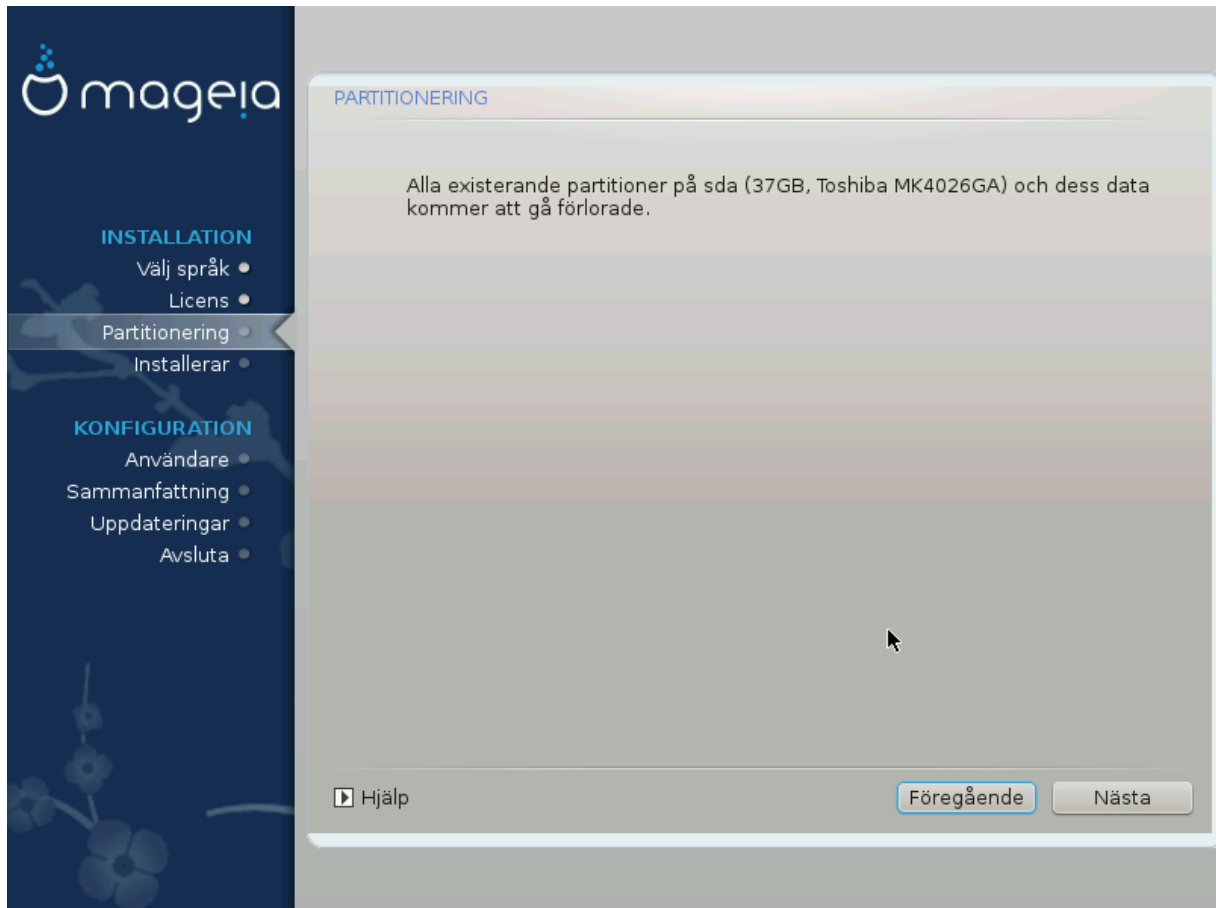 mageia
INSTALLATION
Välj språk
Licens
Partitionering
Installerar
KONFIGURATION
Användare
Sammanfattning
Uppdateringar
Avsluta
PARTITIONERING
Alla existerande partitioner på sda (37GB, Toshiba MK4026GA) och dess data
kommer att gå förlorade.
Hjälp
Föregående
Nästa